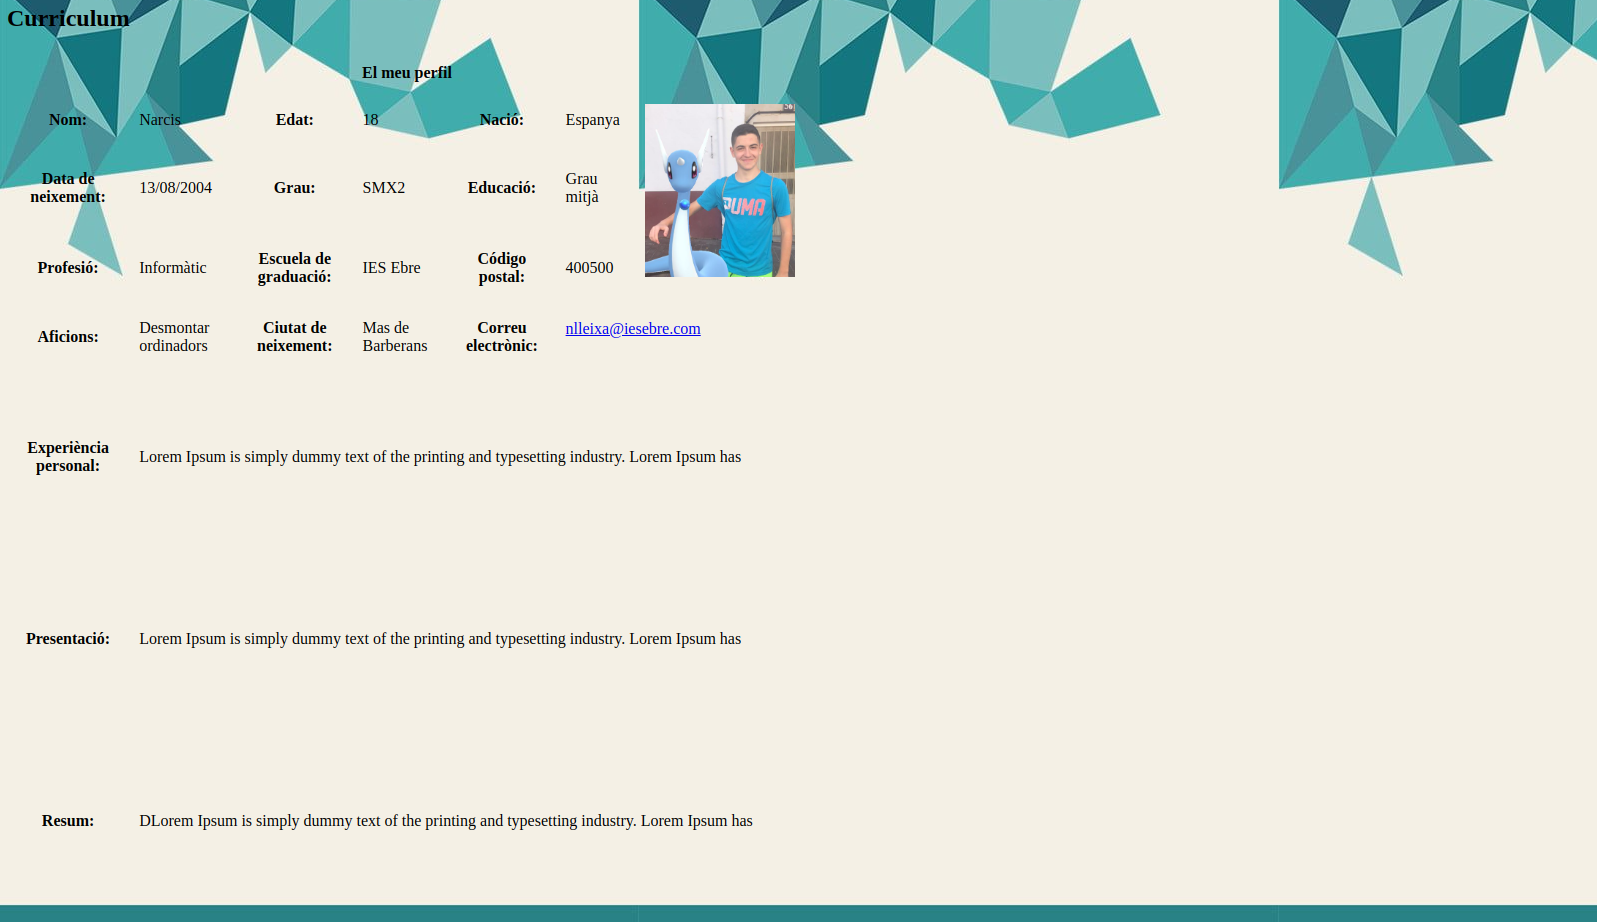 Curriculum
El meu perfil
Nom: Narcis Edat: 18 Nació: Espanya
Data de neixement: 13/08/2004 Grau: SMX2 Educació: Grau mitjà
PUMA
Profesió: Informàtic Escuela de graduació: IES Ebre Código postal: 400500
Aficions: Desmontar ordinadors Ciutat de neixement: Mas de Barberans Correu electrònic: nlleixa@iesebre.com
Experiència personal: Lorem Ipsum is simply dummy text of the printing and typesetting industry. Lorem Ipsum has
Presentació: Lorem Ipsum is simply dummy text of the printing and typesetting industry. Lorem Ipsum has
Resum: DLorem Ipsum is simply dummy text of the printing and typesetting industry. Lorem Ipsum has